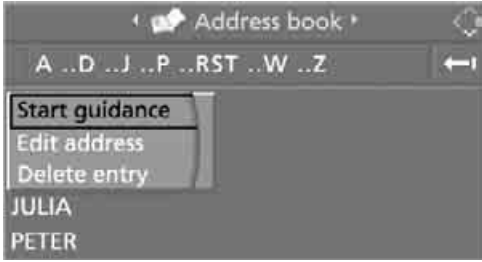 Address book
A ..D ..J ..P ..RST ..W ..Z
Start guidance
Edit address
Delete entry
JULIA
PETER